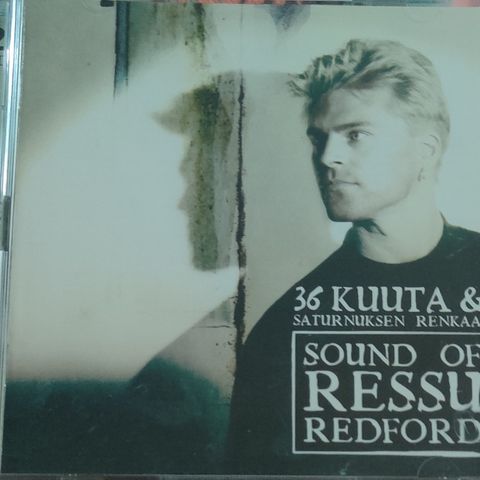 36 KUUTA &
SATURNUKSEN RENKAA
SOUND OF
RESSU
REDFORD